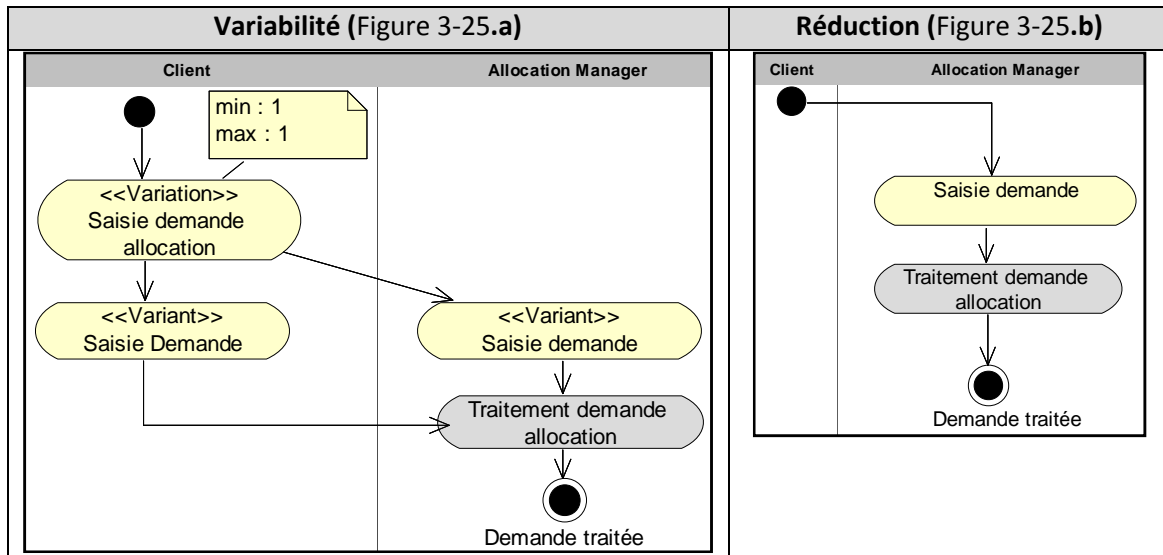 Variabilité (Figure 3-25.a)
Réduction (Figure 3-25.b)
Client
Allocation Manager
min : 1
max : 1
<<Variation>>
Saisie demande
allocation
<<Variant>>
Saisie Demande
<<Variant>>
Saisie demande
Traitement demande
allocation
Demande traitée
Client
Allocation Manager
Saisie demande
Traitement demande
allocation
Demande traitée